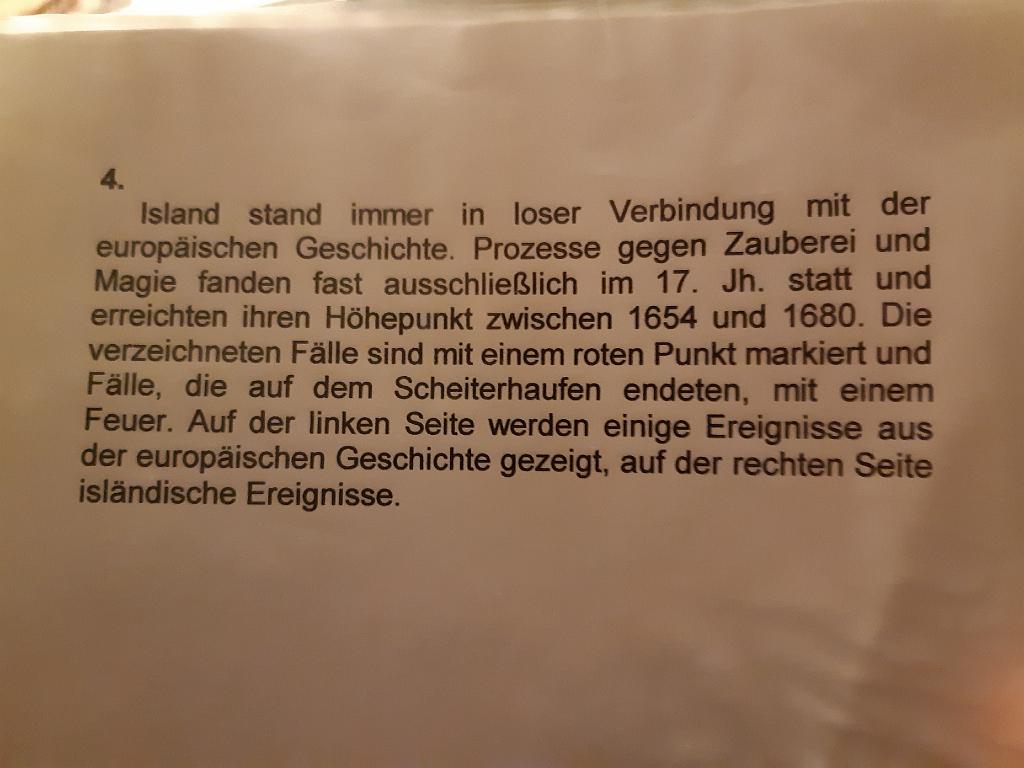 4.
Island stand immer in loser Verbindung mit der
europäischen Geschichte. Prozesse gegen Zauberei und
Magie fanden fast ausschließlich im 17. Jh. statt und
erreichten ihren Höhepunkt zwischen 1654 und 1680. Die
verzeichneten Fälle sind mit einem roten Punkt markiert und
Fälle, die auf dem Scheiterhaufen endeten, mit einem
Feuer. Auf der linken Seite werden einige Ereignisse aus
der europäischen Geschichte gezeigt, auf der rechten Seite
isländische Ereignisse.